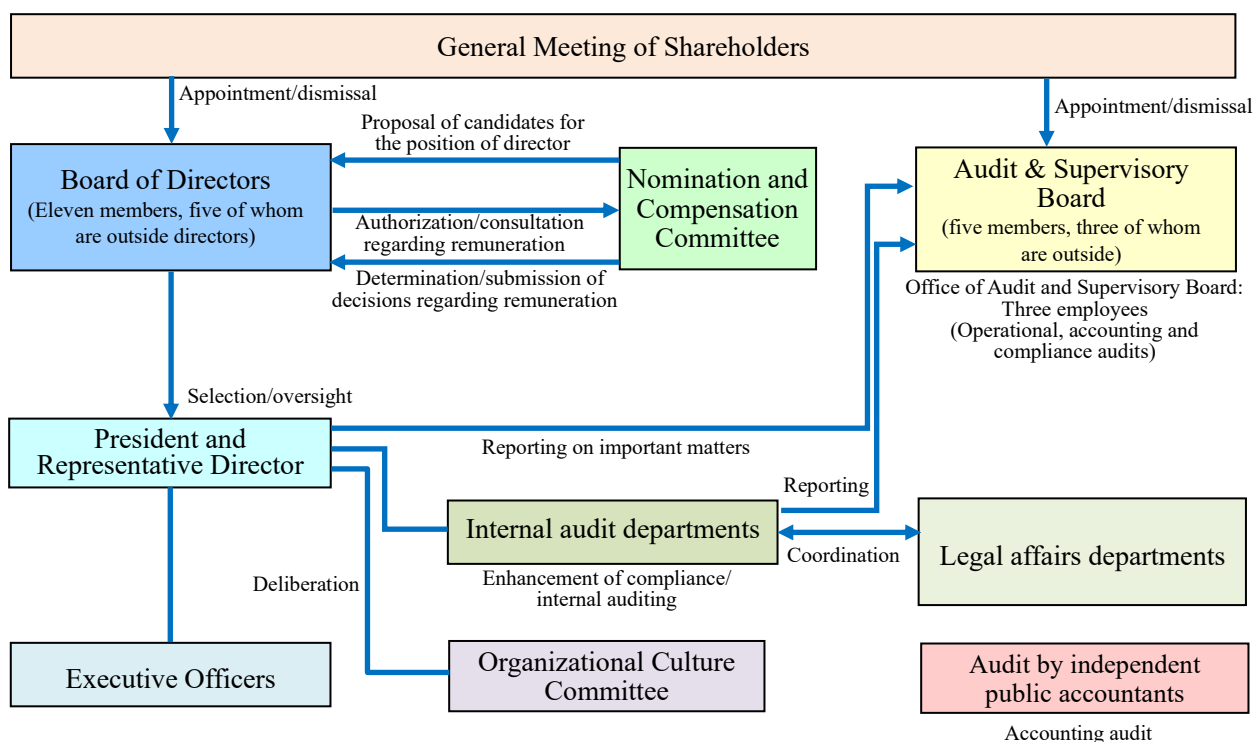 General Meeting of Shareholders
Appointment/dismissal
Appointment/dismissal
Proposal of candidates for
the position of director
Board of Directors
(Eleven members, five of whom
are outside directors)
Nomination and
Compensation
Committee
Audit & Supervisory
Board
(five members, three of whom
are outside)
Authorization/consultation
regarding remuneration
Determination/submission of
decisions regarding remuneration
Office of Audit and Supervisory Board:
Three employees
(Operational, accounting and
compliance audits)
Selection/oversight
President and
Representative Director
Reporting on important matters
Reporting
Internal audit departments
Coordination
Legal affairs departments
Enhancement of compliance/
internal auditing
Deliberation
Executive Officers
Organizational Culture
Committee
Audit by independent
public accountants
Accounting audit